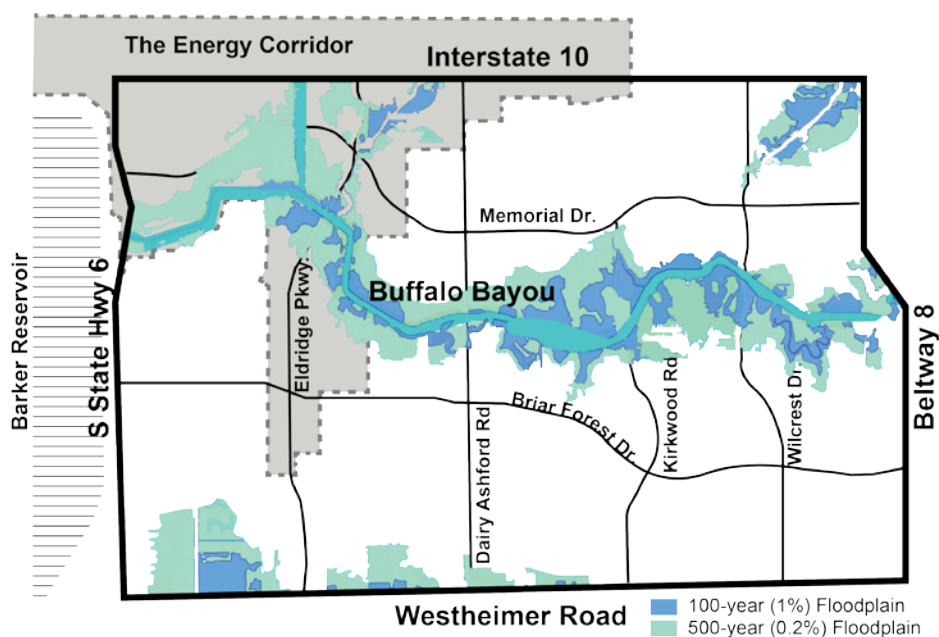 The Energy Corridor
Interstate 10
Memorial Dr.
Barker Reservoir
S State Hwy 6
Eldridge Pkwy.
Buffalo Bayou
Beltway 8
Briar Forest Dr.
Kirkwood Rd
Wilcrest Dr.
Dairy Ashford Rd
Westheimer Road
100-year (1%) Floodplain
500-year (0.2%) Floodplain